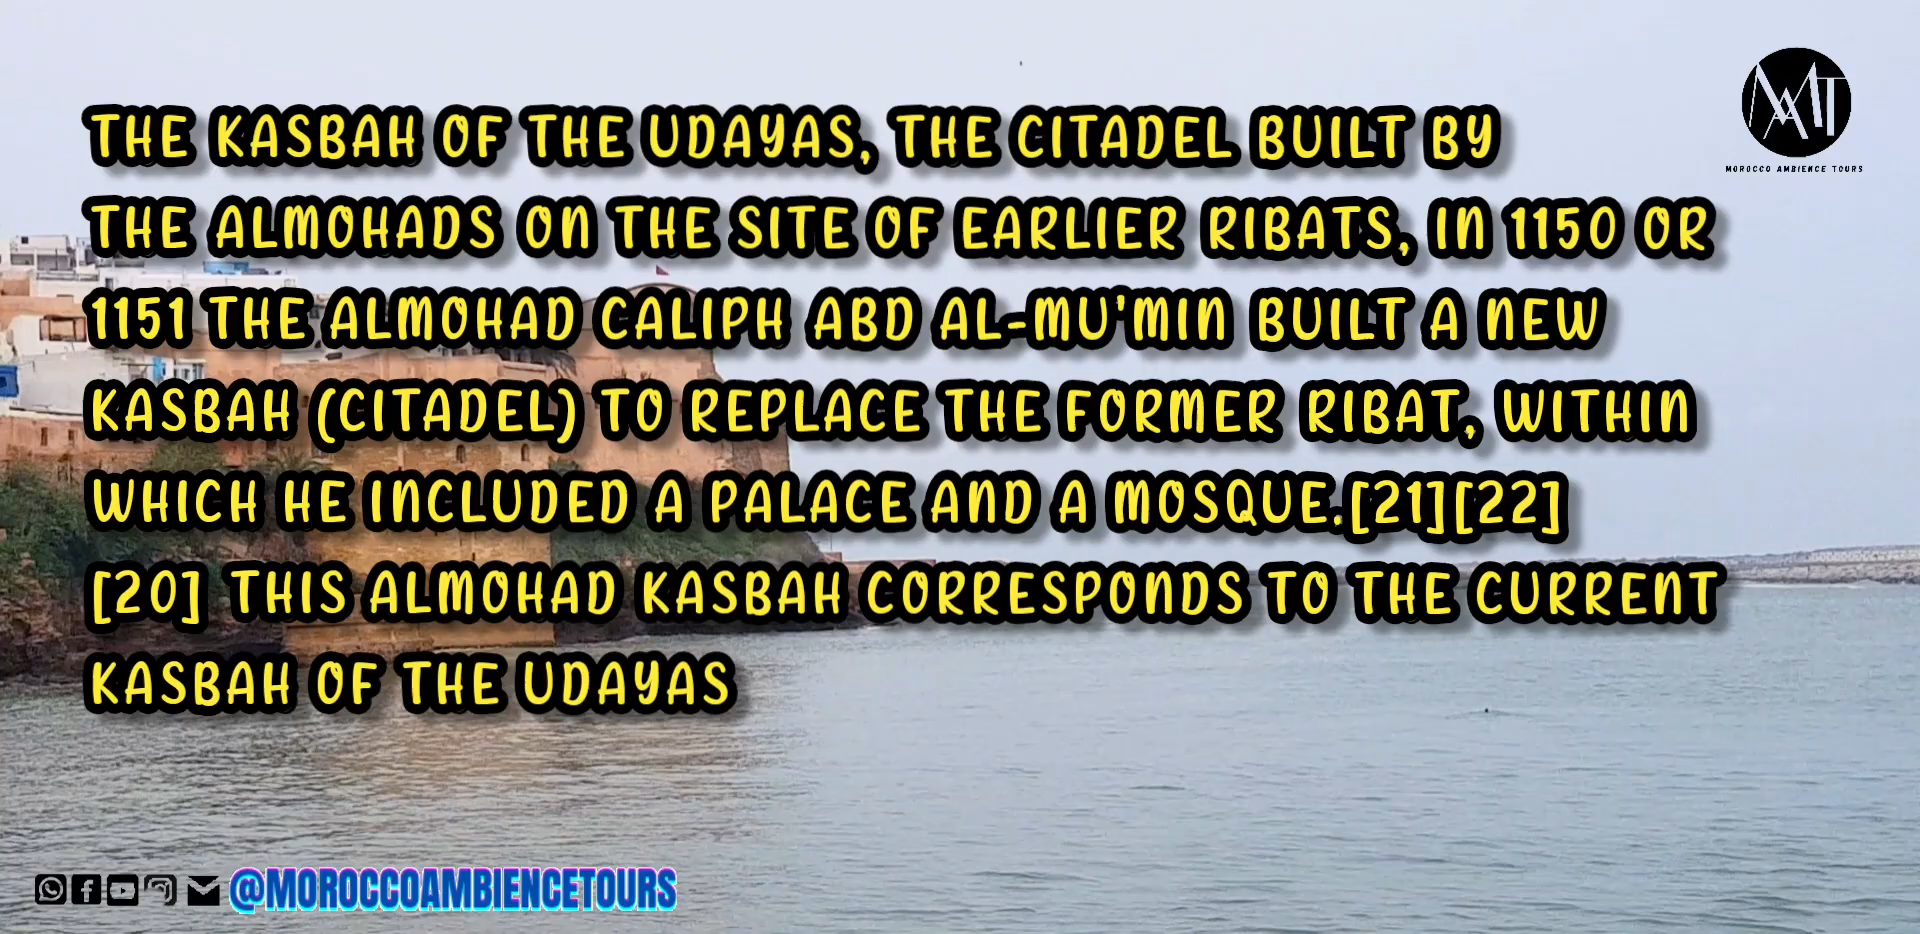 MAAT
MOROCCO AMBIENCE TOURS
THE KASBAH OF THE UDAYAS, THE CITADEL BUILT BY
THE ALMOHADS ON THE SITE OF EARLIER RIBATS, IN 1150 OR
1151 THE ALMOHAD CALIPH ABD AL-MU'MIN BUILT A NEW
KASBAH (CITADEL) TO REPLACE THE FORMER RIBAT, WITHIN
WHICH HE INCLUDED A PALACE AND A MOSQUE.[21][22]
[20] THIS ALMOHAD KASBAH CORRESPONDS TO THE CURRENT
KASBAH OF THE UDAYAS
@MOROCCOAMBIENCETOURS